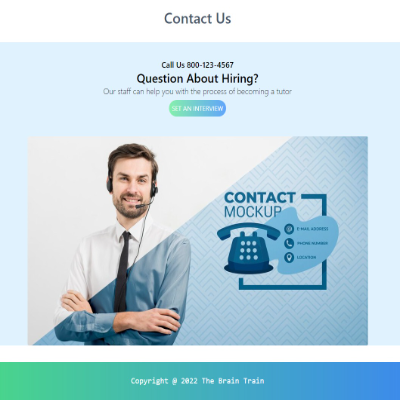 Contact Us
Call Us 800-123-4567
Question About Hiring?
Our staff can help you with the process of becoming a tutor
SET AN INTERVIEW
CONTACT
MOCKUP
E-MAIL ADDRESS
PHONE NUMBER
LOCATION
Copyright @ 2022 The Brain Train